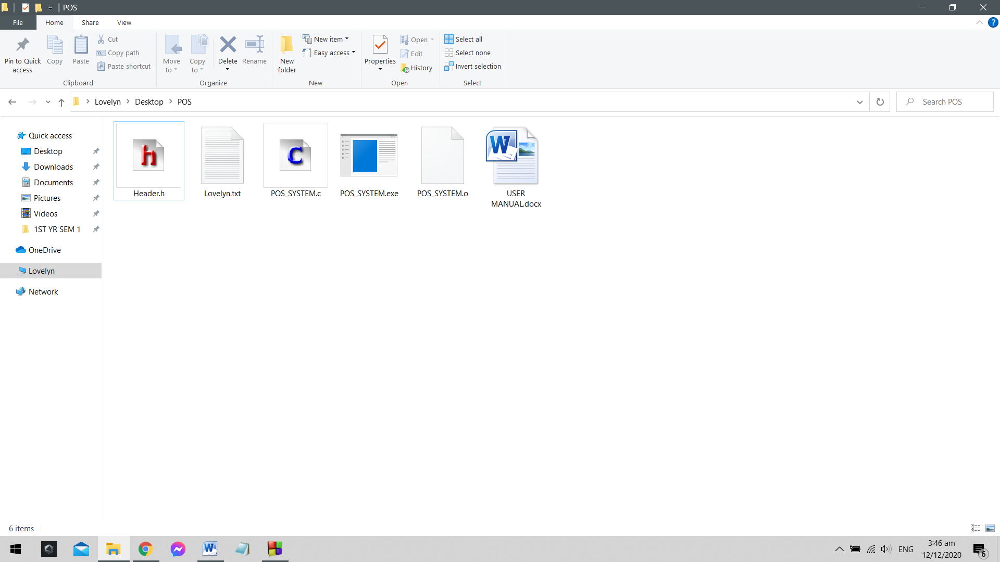 POS
File Home Share View
Pin to Quick access
Copy
Paste
Cut
Copy path
Paste shortcut
Clipboard
Move to
Copy to
Delete
Rename
Organize
New folder
New item
Easy access
New
Properties
Open
Edit
History
Open
Select all
Select none
Invert selection
Select
Lovelyn Desktop POS
Search POS
Quick access
Desktop
Downloads
Documents
Pictures
Videos
1ST YR SEM 1
OneDrive
Lovelyn
Network
h
Header.h
Lovelyn.txt
C
POS_SYSTEM.c
POS_SYSTEM.exe
POS_SYSTEM.o
W
USER
MANUAL.docx
6 items
W
ENG
3:46 am
12/12/2020
6